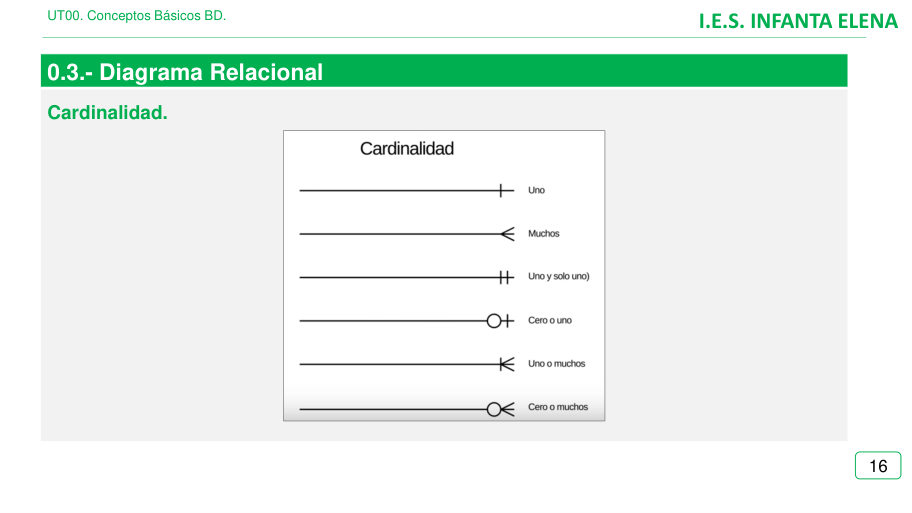 UT00. Conceptos Básicos BD.
I.E.S. INFANTA ELENA
0.3.- Diagrama Relacional
Cardinalidad.
Cardinalidad
Uno
Muchos
Uno y solo uno)
Cero o uno
Uno o muchos
Cero o muchos
16